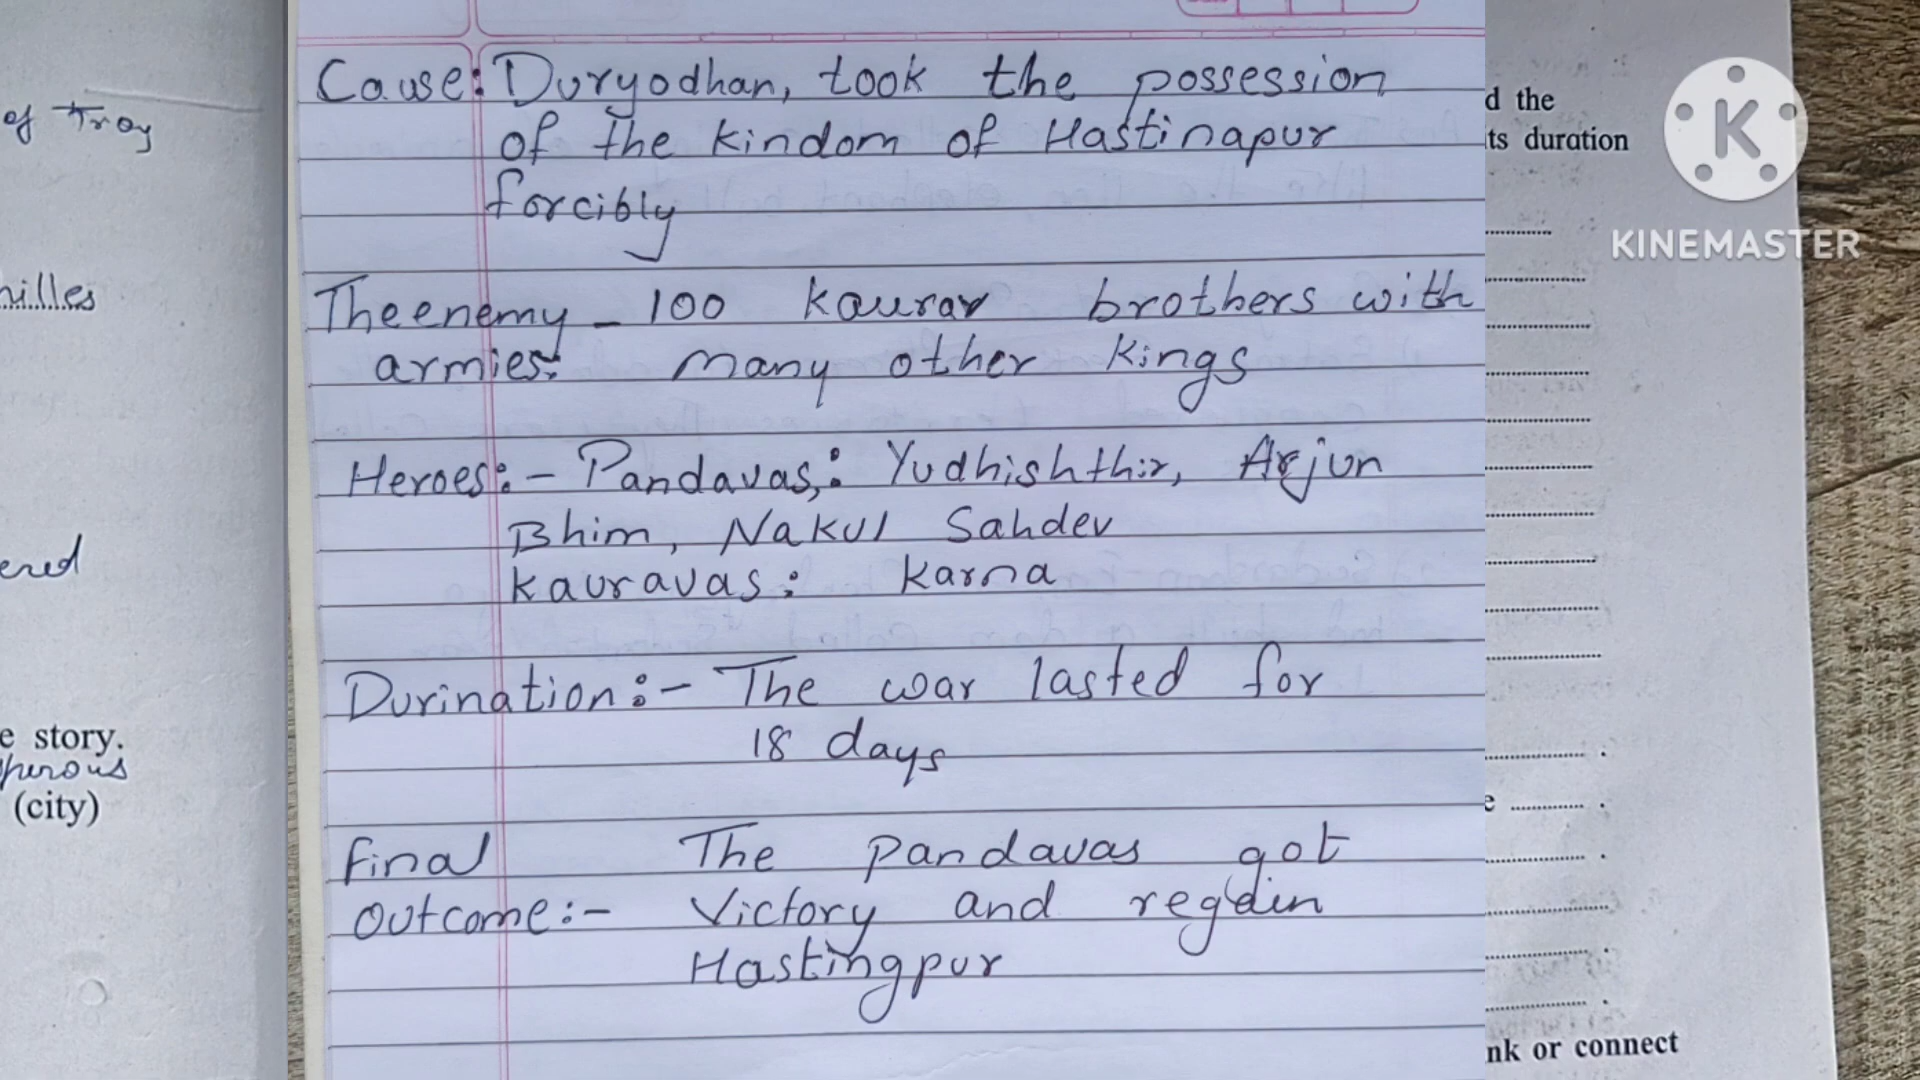 of Troy
hilles
ered
e story.
perous
(city)
Cause: Duryodhan, took the possession
of the kindom of Hastinapur
forcibly
The enemy - 100 kaurav brothers with
armies: many other kings
Heroes:- Pandavas,: Yudhishthir, Arjun
Bhim, Nakul Sahdev
kauravas: karna
Durination:- The war lasted for
18 days
final The pandavas got
outcome:- Victory and regain
Hastingpur
d the
ts duration
e
nk or connect
K
KINEMASTER